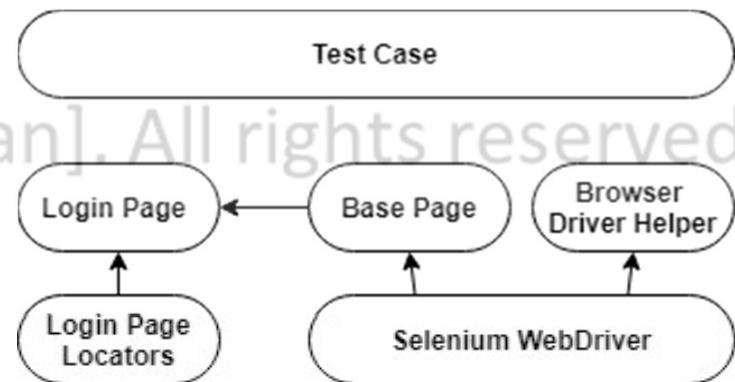 Test Case
an]. All rights reserved
Login Page
Base Page
Browser
Driver Helper
Login Page
Locators
Selenium WebDriver